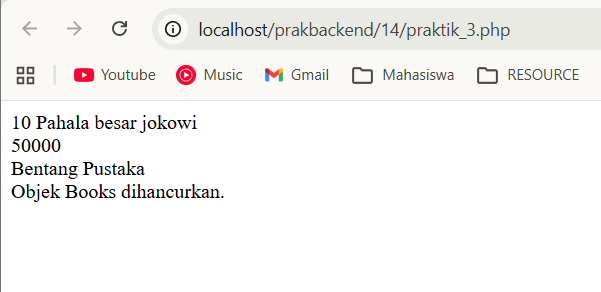 localhost/prakbackend/14/praktik_3.php
Youtube Music Gmail Mahasiswa RESOURCE
10 Pahala besar jokowi
50000
Bentang Pustaka
Objek Books dihancurkan.